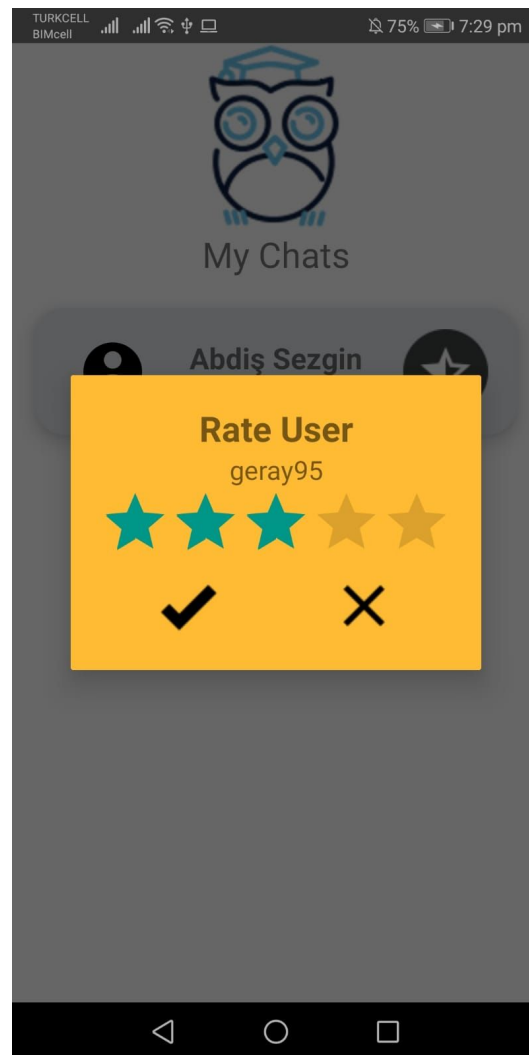 TURKCELL
BIMcell
75% 7:29 pm
My Chats
Abdiş Sezgin
Rate User
geray95